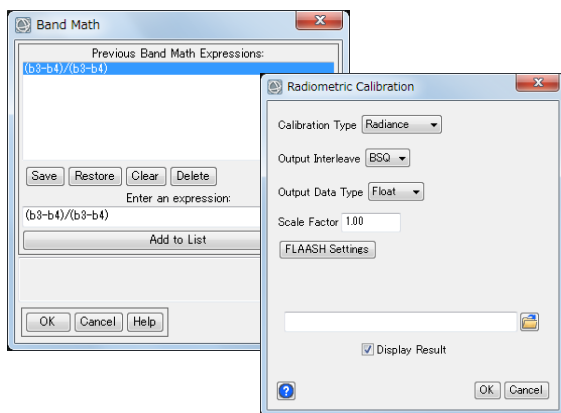 Band Math
Previous Band Math Expressions:
(b3-b4)/(b3-b4)
Save Restore Clear Delete
Enter an expression:
(b3-b4)/(b3-b4)
Add to List
OK Cancel Help
Radiometric Calibration
Calibration Type Radiance
Output Interleave BSQ
Output Data Type Float
Scale Factor 1.00
FLAASH Settings
Display Result
?
OK Cancel